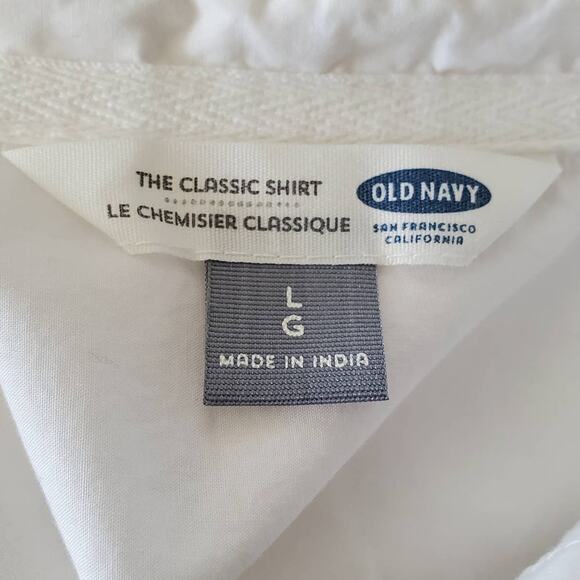 THE CLASSIC SHIRT
LE CHEMISIER CLASSIQUE
OLD NAVY
SAN FRANCISCO
CALIFORNIA
L
G
MADE IN INDIA